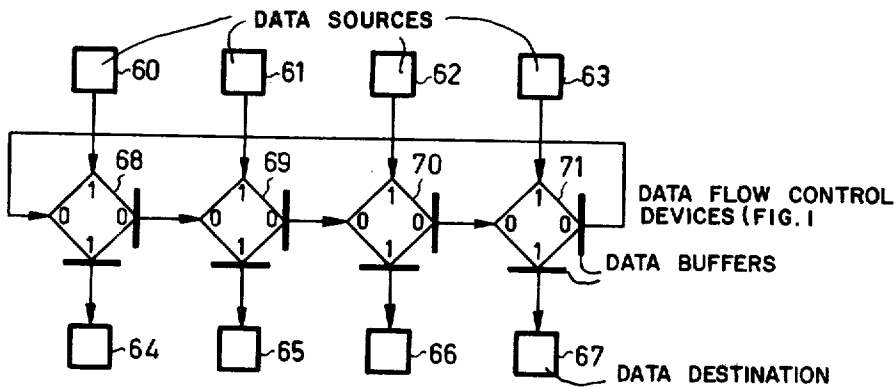 DATA SOURCES
60 61 62 63
68 69 70 71
1 1 1 1
0 0 0 0 0 0 0 0
1 1 1 1
DATA FLOW CONTROL
DEVICES (FIG. 1
DATA BUFFERS
64 65 66 67
DATA DESTINATION